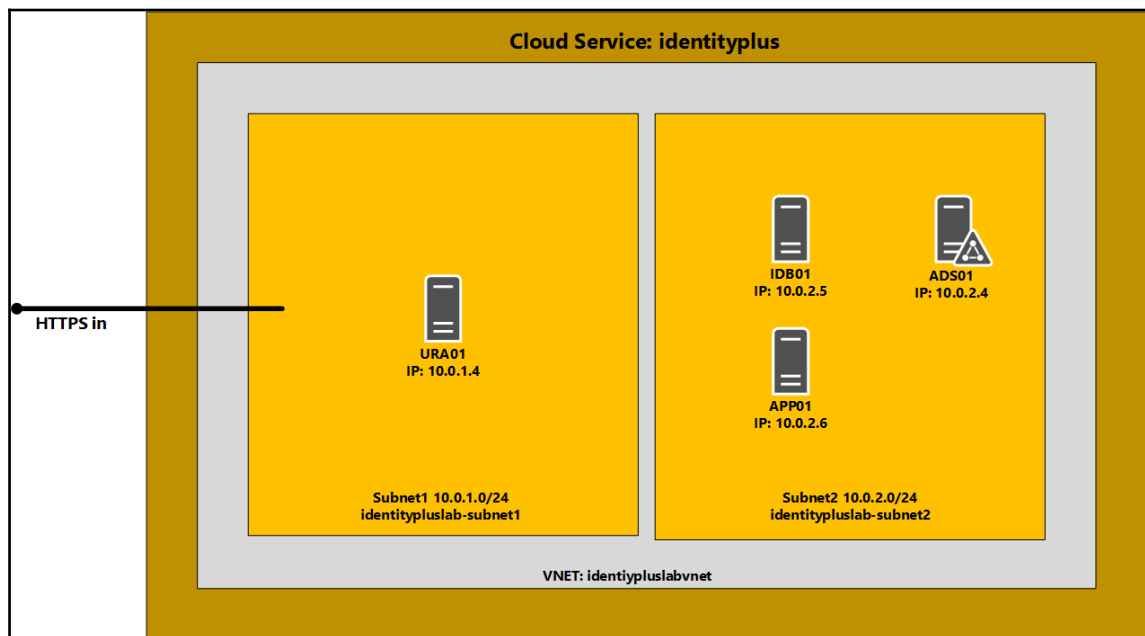 Cloud Service: identityplus
HTTPS in
URA01
IP: 10.0.1.4
Subnet1 10.0.1.0/24
identitypluslab-subnet1
IDB01
IP: 10.0.2.5
ADS01
IP: 10.0.2.4
APP01
IP: 10.0.2.6
Subnet2 10.0.2.0/24
identitypluslab-subnet2
VNET: identiypluslabvnet